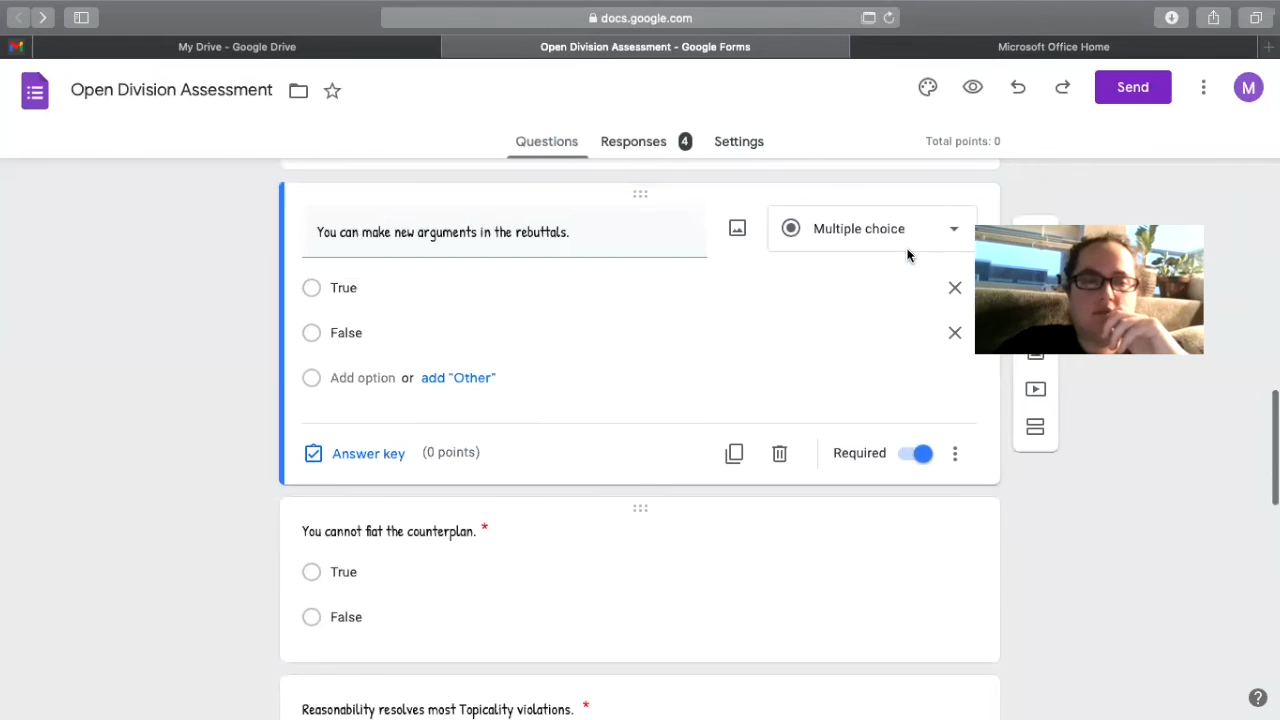 docs.google.com
My Drive - Google Drive
Open Division Assessment - Google Forms
Microsoft Office Home
Open Division Assessment
Send
M
Questions
Responses 4
Settings
Total points: 0
You can make new arguments in the rebuttals.
Multiple choice
True
False
Add option or add "Other"
Answer key (0 points)
Required
You cannot fiat the counterplan. *
True
False
Reasonability resolves most Topicality violations. *